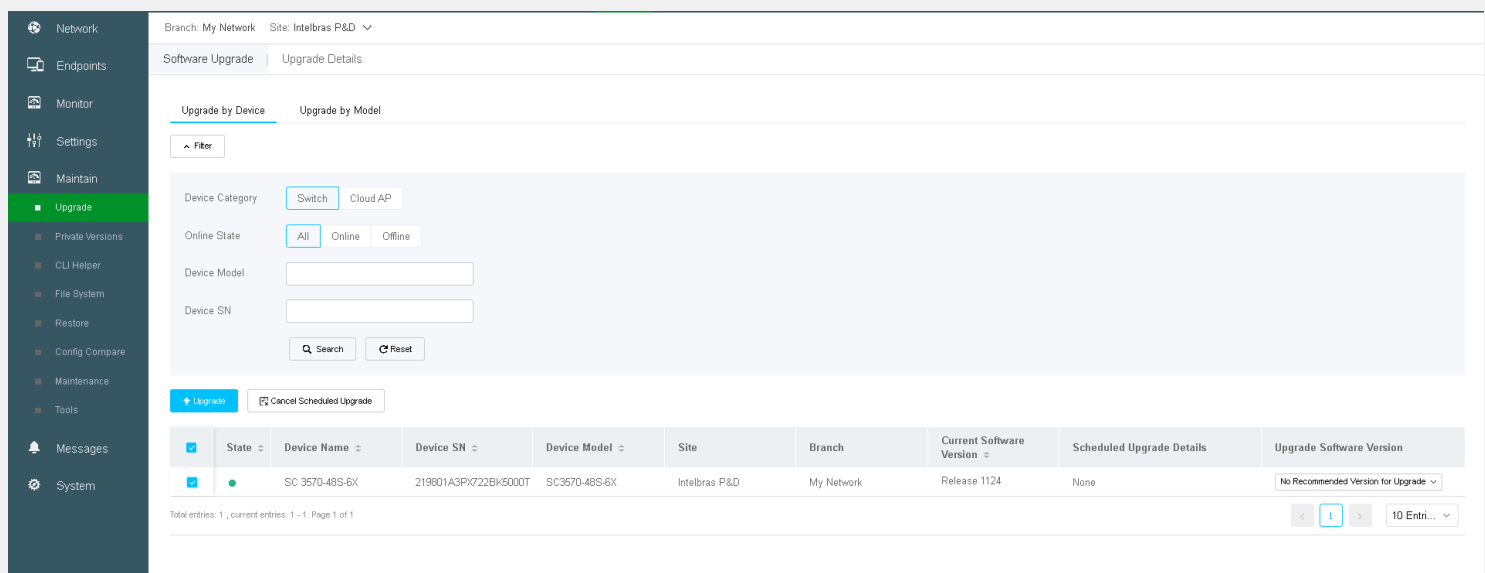 Network
Endpoints
Monitor
Settings
Maintain
Upgrade
Private Versions
CLI Helper
File System
Restore
Config Compare
Maintenance
Tools
Messages
System
Branch: My Network Site: Intelbras P&D
Software Upgrade | Upgrade Details
Upgrade by Device Upgrade by Model
Filter
Device Category Switch Cloud AP
Online State All Online Offline
Device Model
Device SN
Search Reset
Upgrade Cancel Scheduled Upgrade
State Device Name Device SN Device Model Site Branch Current Software Version Scheduled Upgrade Details Upgrade Software Version
SC 3570-48S-6X 219801A3PX722BK5000T SC3570-48S-6X Intelbras P&D My Network Release 1124 None No Recommended Version for Upgrade
Total entries: 1 , current entries: 1 - 1. Page 1 of 1 < 1 > 10 Entri...